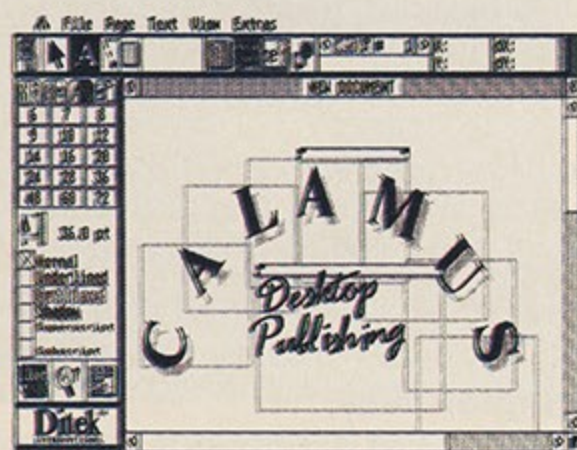 File Page Text View Extras
NEW DOCUMENT
6 7 8
9 10 12
14 16 20
24 28 36
48 60 72
36.0 pt
Normal
Underlined
Shadow
Superscript
Subscript
CALAMUS
Desktop
Publishing
Ditek